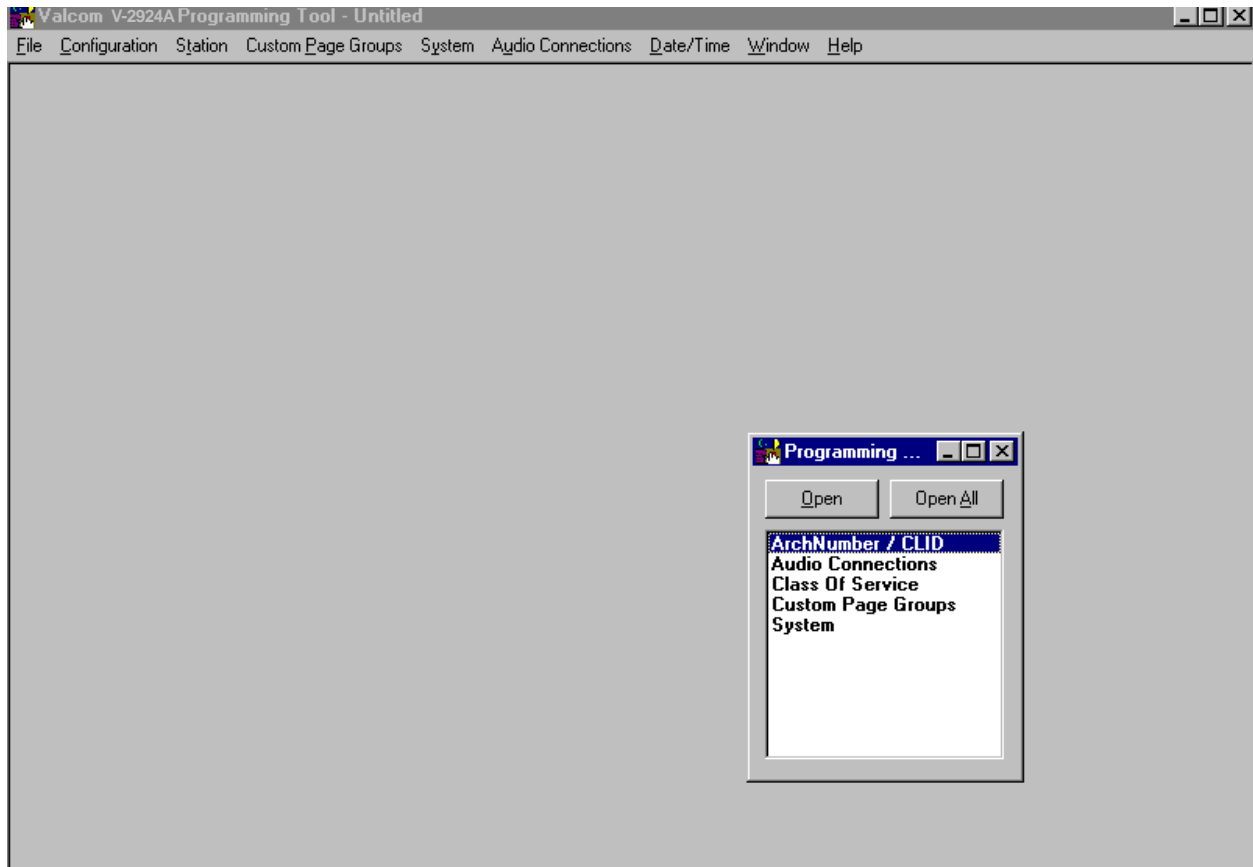 Valcom V-2924A Programming Tool - Untitled
File Configuration Station Custom Page Groups System Audio Connections Date/Time Window Help
Programming ...
Open Open All
ArchNumber / CLID
Audio Connections
Class Of Service
Custom Page Groups
System